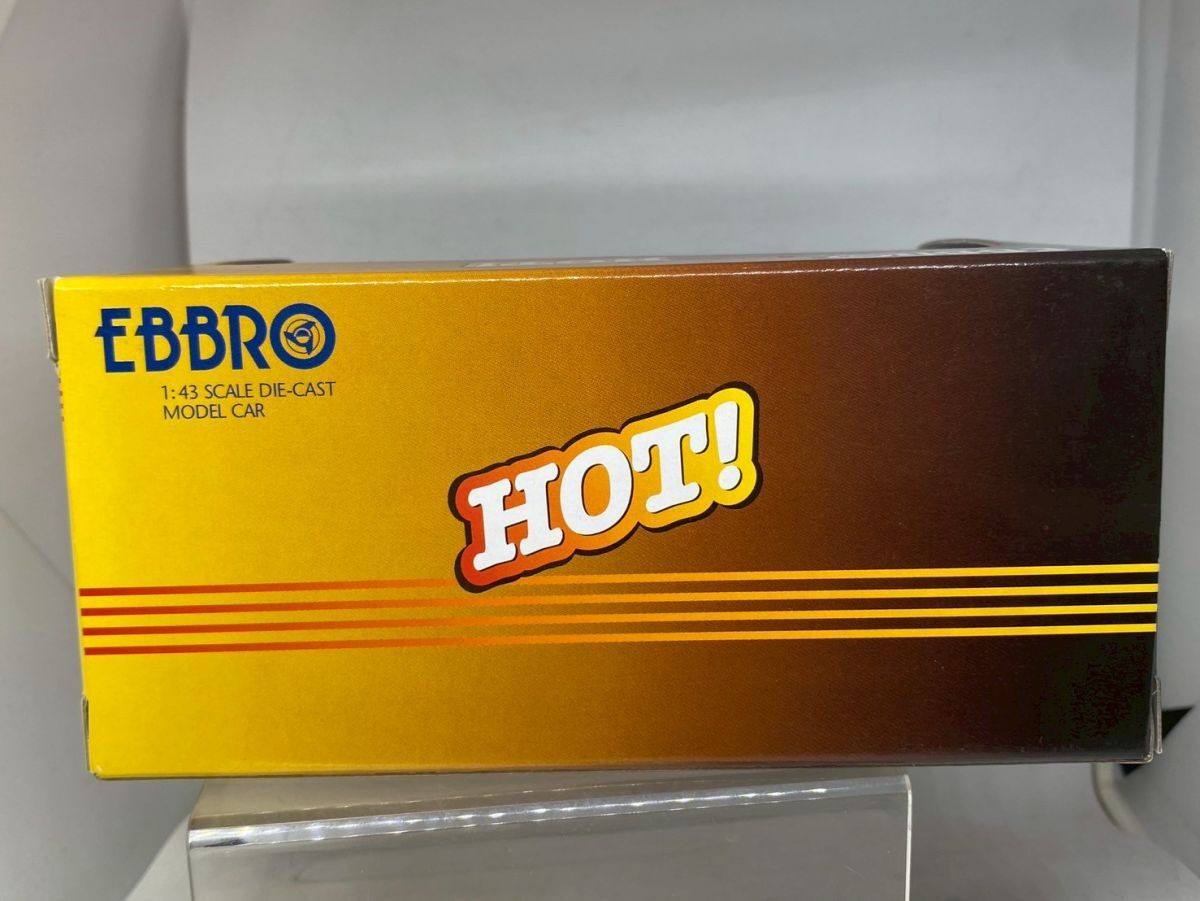 EBBRO
1:43 SCALE DIE-CAST
MODEL CAR
HOT!